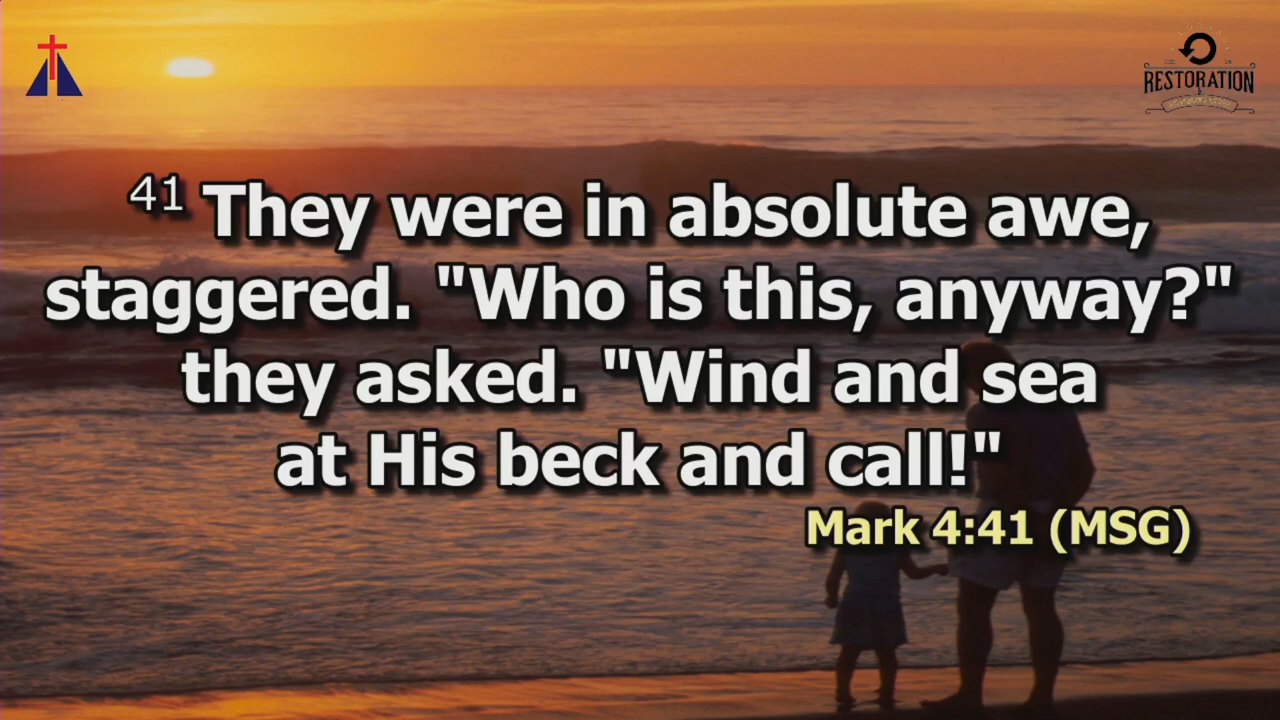 RESTORATION
41 They were in absolute awe,
staggered. "Who is this, anyway?"
they asked. "Wind and sea
at His beck and call!"
Mark 4:41 (MSG)